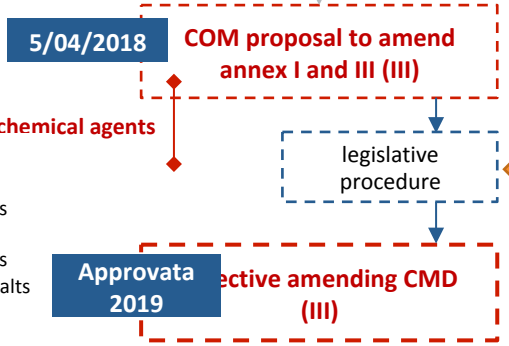 5/04/2018
COM proposal to amend
annex I and III (III)
chemical agents
legislative
procedure
Approvata
2019
ective amending CMD
(III)